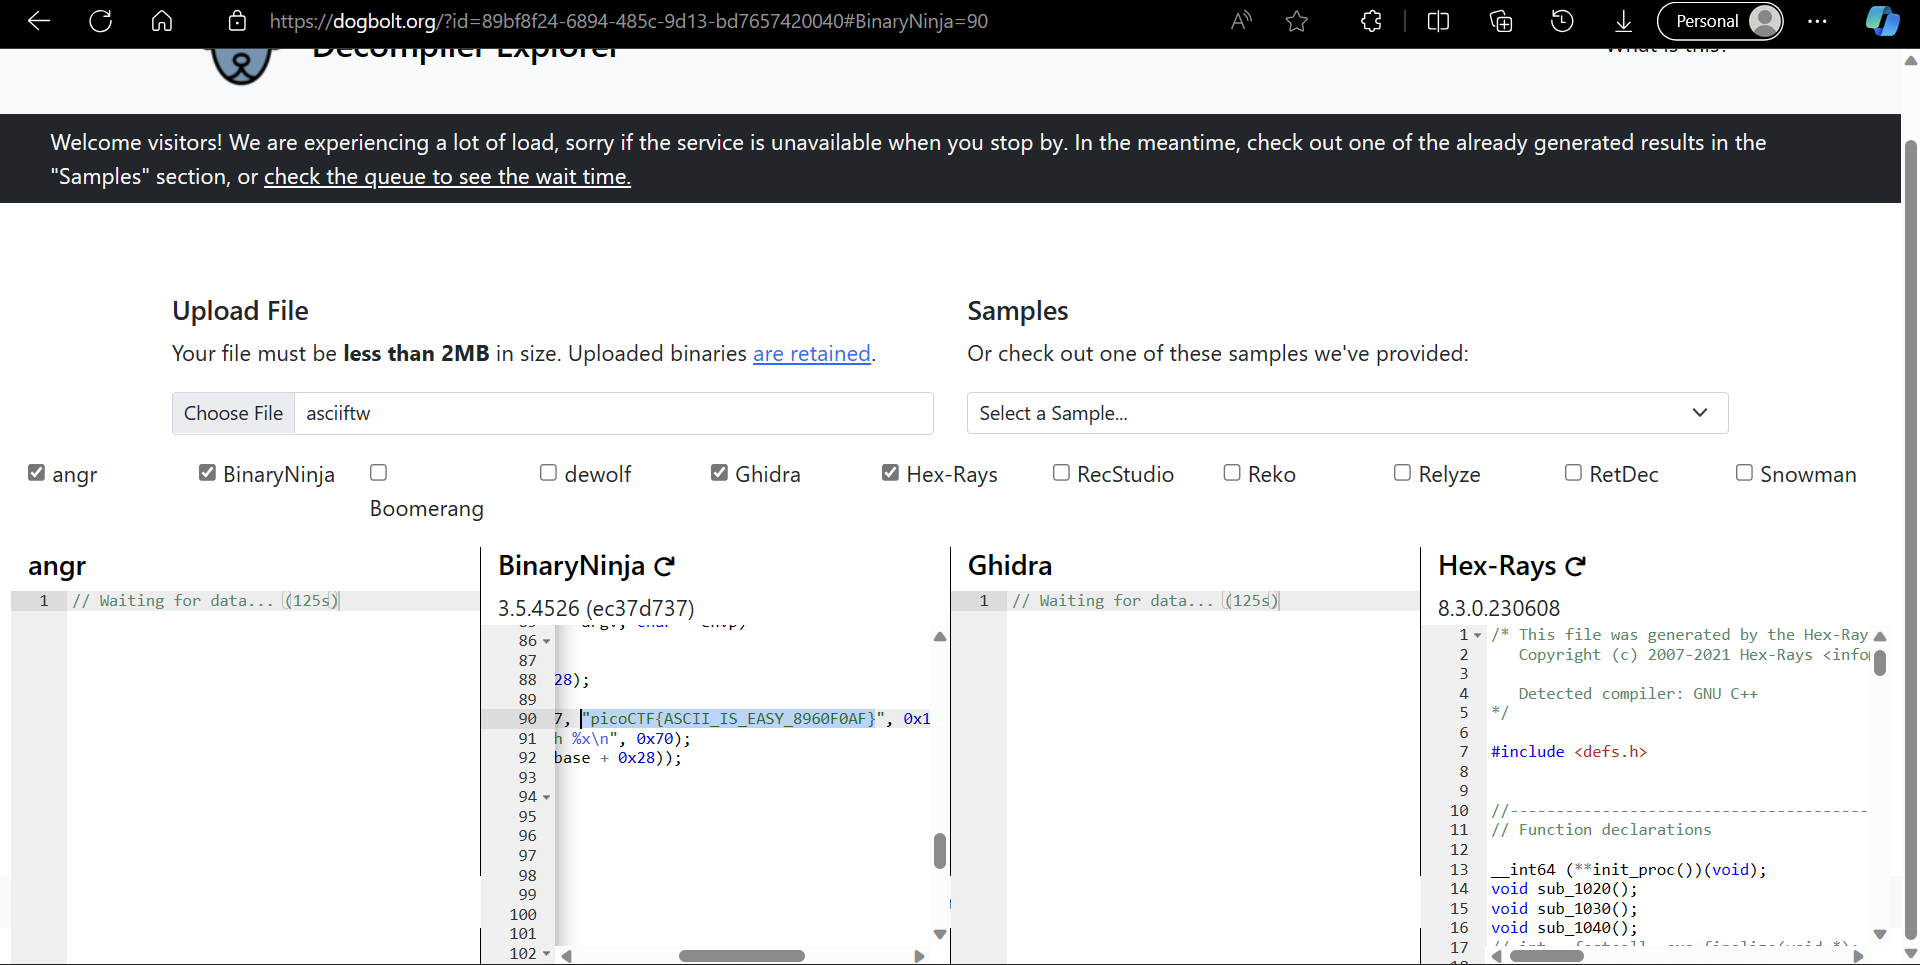 https://dogbolt.org/?id=89bf8f24-6894-485c-9d13-bd7657420040#BinaryNinja=90
Personal
Decompiler Explorer
What is this?
Welcome visitors! We are experiencing a lot of load, sorry if the service is unavailable when you stop by. In the meantime, check out one of the already generated results in the
"Samples" section, or check the queue to see the wait time.
Upload File
Your file must be less than 2MB in size. Uploaded binaries are retained.
Choose File asciiftw
Samples
Or check out one of these samples we've provided:
Select a Sample...
angr
BinaryNinja
Boomerang
dewolf
Ghidra
Hex-Rays
RecStudio
Reko
Relyze
RetDec
Snowman
angr
1 // Waiting for data... (125s)
BinaryNinja
3.5.4526 (ec37d737)
86
87
88 28);
89
90 7, "picoCTF{ASCII_IS_EASY_8960F0AF}", 0x1
91 h %x\n", 0x70);
92 base + 0x28));
93
94
95
96
97
98
99
100
101
102
Ghidra
1 // Waiting for data... (125s)
Hex-Rays
8.3.0.230608
1 /* This file was generated by the Hex-Ray
2 Copyright (c) 2007-2021 Hex-Rays <info
3
4 Detected compiler: GNU C++
5 */
6
7 #include <defs.h>
8
9
10 //---------------------------------------
11 // Function declarations
12
13 __int64 (**init_proc())(void);
14 void sub_1020();
15 void sub_1030();
16 void sub_1040();
17